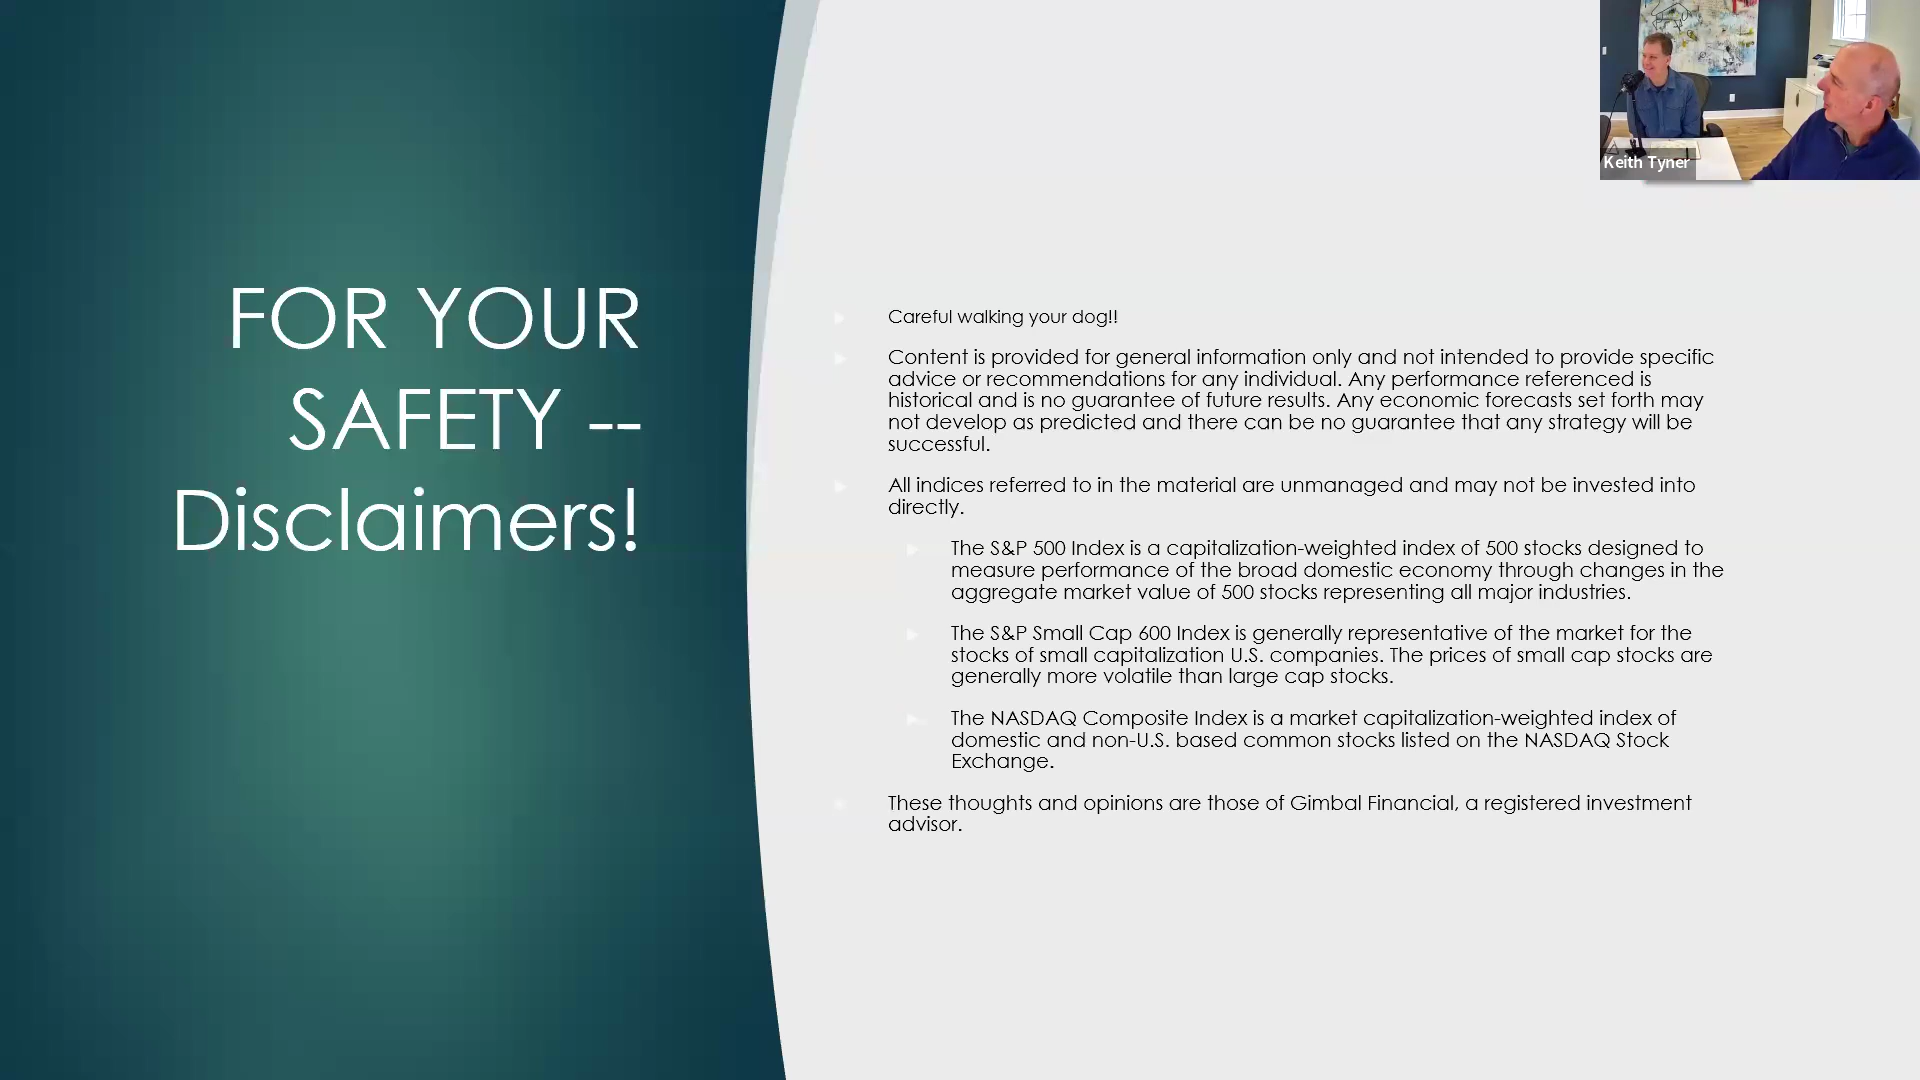 FOR YOUR
SAFETY --
Disclaimers!
Careful walking your dog!!
Content is provided for general information only and not intended to provide specific
advice or recommendations for any individual. Any performance referenced is
historical and is no guarantee of future results. Any economic forecasts set forth may
not develop as predicted and there can be no guarantee that any strategy will be
successful.
All indices referred to in the material are unmanaged and may not be invested into
directly.
The S&P 500 Index is a capitalization-weighted index of 500 stocks designed to
measure performance of the broad domestic economy through changes in the
aggregate market value of 500 stocks representing all major industries.
The S&P Small Cap 600 Index is generally representative of the market for the
stocks of small capitalization U.S. companies. The prices of small cap stocks are
generally more volatile than large cap stocks.
The NASDAQ Composite Index is a market capitalization-weighted index of
domestic and non-U.S. based common stocks listed on the NASDAQ Stock
Exchange.
These thoughts and opinions are those of Gimbal Financial, a registered investment
advisor.
Keith Tyner